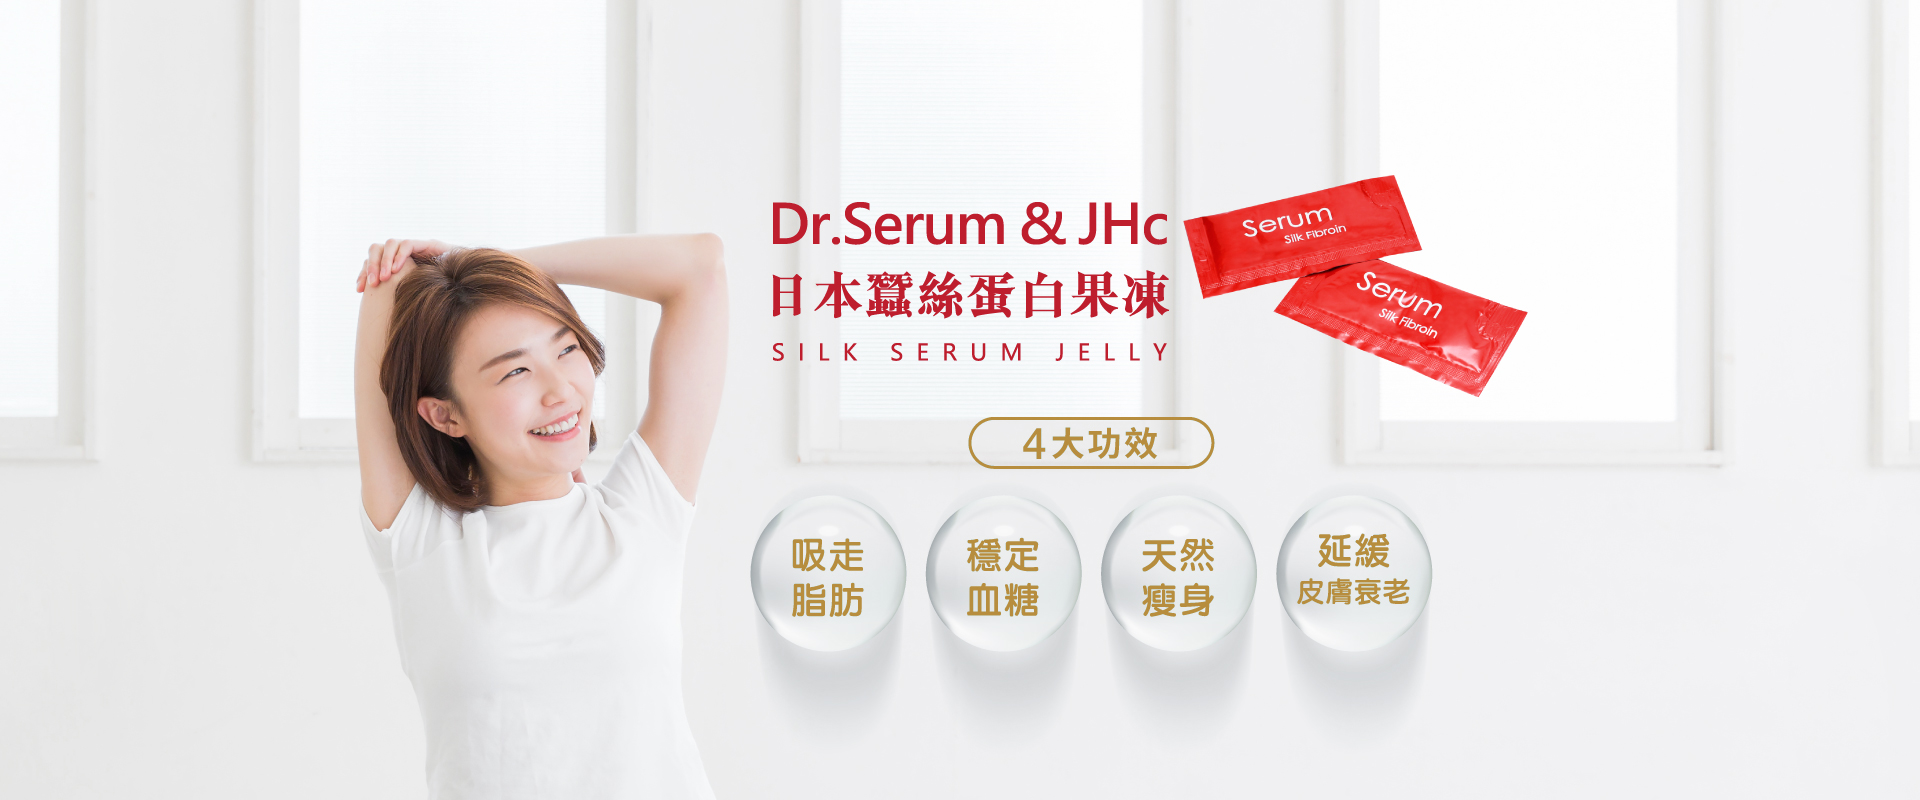 Dr.Serum & JHc
日本蠶絲蛋白果凍
SILK SERUM JELLY
Serum
Silk Fibroin
Serum
Silk Fibroin
4大功效
吸走
脂肪
穩定
血糖
天然
瘦身
延緩
皮膚衰老